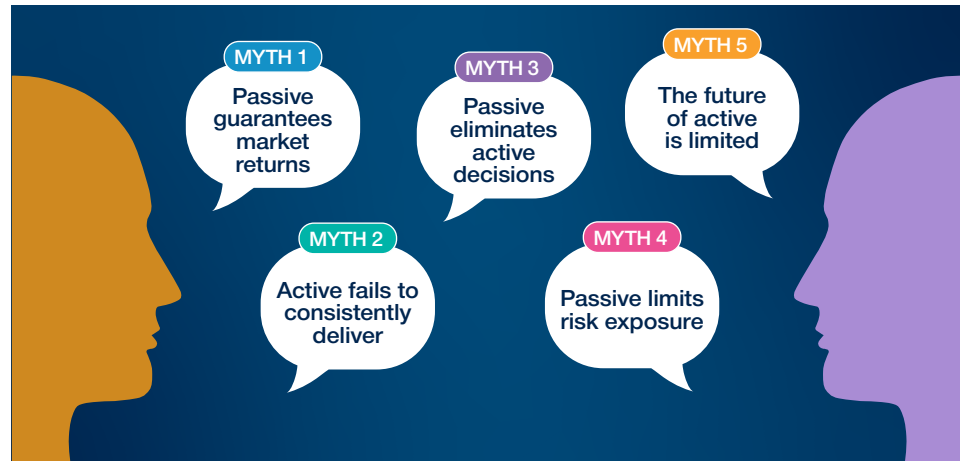 MYTH 1
Passive
guarantees
market
returns
MYTH 2
Active fails to
consistently
deliver
MYTH 3
Passive
eliminates
active
decisions
MYTH 4
Passive limits
risk exposure
MYTH 5
The future
of active
is limited